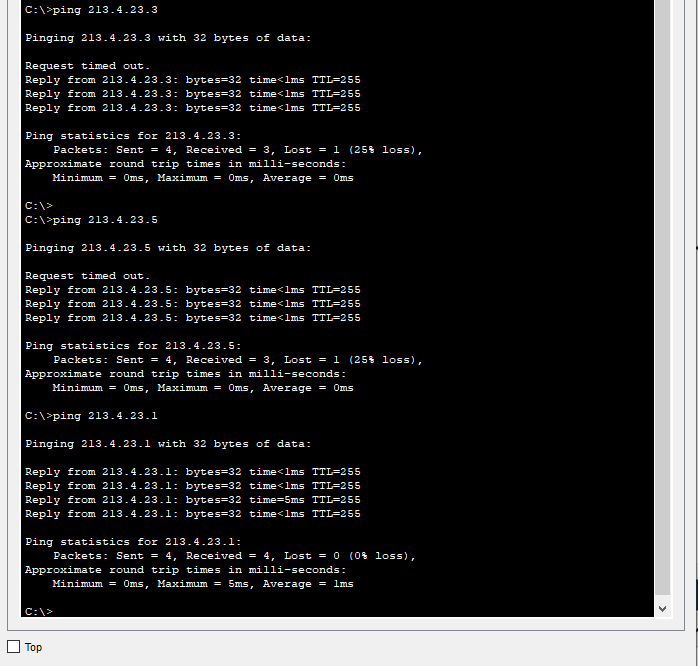 C:\>ping 213.4.23.3
Pinging 213.4.23.3 with 32 bytes of data:
Request timed out.
Reply from 213.4.23.3: bytes=32 time<1ms TTL=255
Reply from 213.4.23.3: bytes=32 time<1ms TTL=255
Reply from 213.4.23.3: bytes=32 time<1ms TTL=255
Ping statistics for 213.4.23.3:
Packets: Sent = 4, Received = 3, Lost = 1 (25% loss),
Approximate round trip times in milli-seconds:
Minimum = 0ms, Maximum = 0ms, Average = 0ms
C:\>
C:\>ping 213.4.23.5
Pinging 213.4.23.5 with 32 bytes of data:
Request timed out.
Reply from 213.4.23.5: bytes=32 time<1ms TTL=255
Reply from 213.4.23.5: bytes=32 time<1ms TTL=255
Reply from 213.4.23.5: bytes=32 time<1ms TTL=255
Ping statistics for 213.4.23.5:
Packets: Sent = 4, Received = 3, Lost = 1 (25% loss),
Approximate round trip times in milli-seconds:
Minimum = 0ms, Maximum = 0ms, Average = 0ms
C:\>ping 213.4.23.1
Pinging 213.4.23.1 with 32 bytes of data:
Reply from 213.4.23.1: bytes=32 time<1ms TTL=255
Reply from 213.4.23.1: bytes=32 time<1ms TTL=255
Reply from 213.4.23.1: bytes=32 time=5ms TTL=255
Reply from 213.4.23.1: bytes=32 time<1ms TTL=255
Ping statistics for 213.4.23.1:
Packets: Sent = 4, Received = 4, Lost = 0 (0% loss),
Approximate round trip times in milli-seconds:
Minimum = 0ms, Maximum = 5ms, Average = 1ms
C:\>
Top